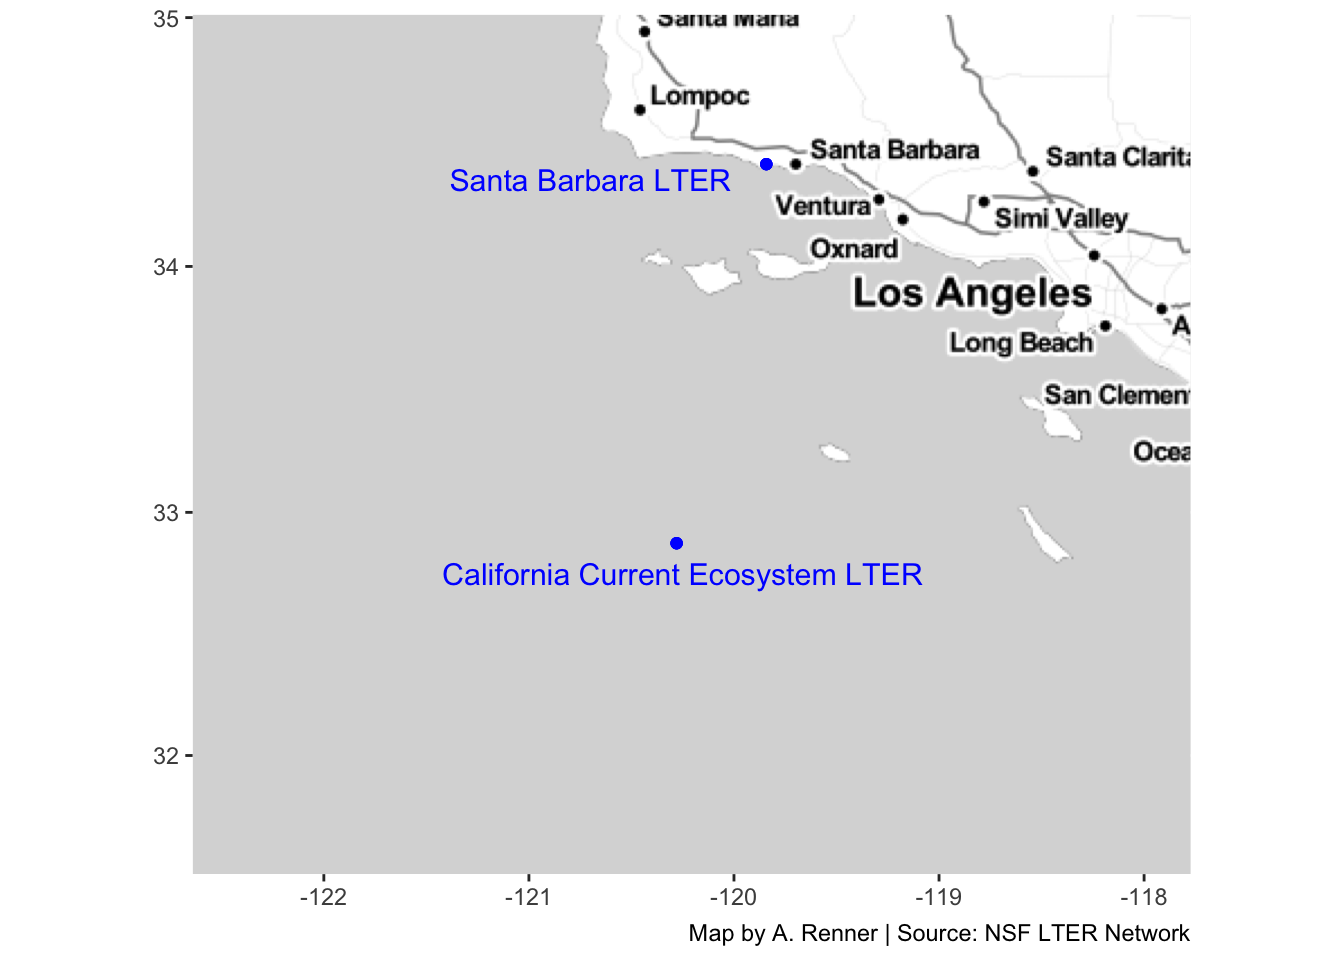 35
Santa Maria
Lompoc
Santa Barbara
Santa Clarita
Santa Barbara LTER
Ventura
Simi Valley
Oxnard
34
Los Angeles
A
Long Beach
San Clement
Ocea
33
California Current Ecosystem LTER
32
-122
-121
-120
-119
-118
Map by A. Renner | Source: NSF LTER Network